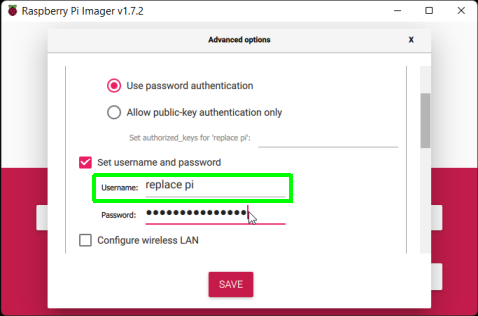 Raspberry Pi Imager v1.7.2
Advanced options
X
Use password authentication
Allow public-key authentication only
Set authorized_keys for 'replace pi':
Set username and password
Username: replace pi
Password: ●●●●●●●●●●●●●●●
Configure wireless LAN
SAVE